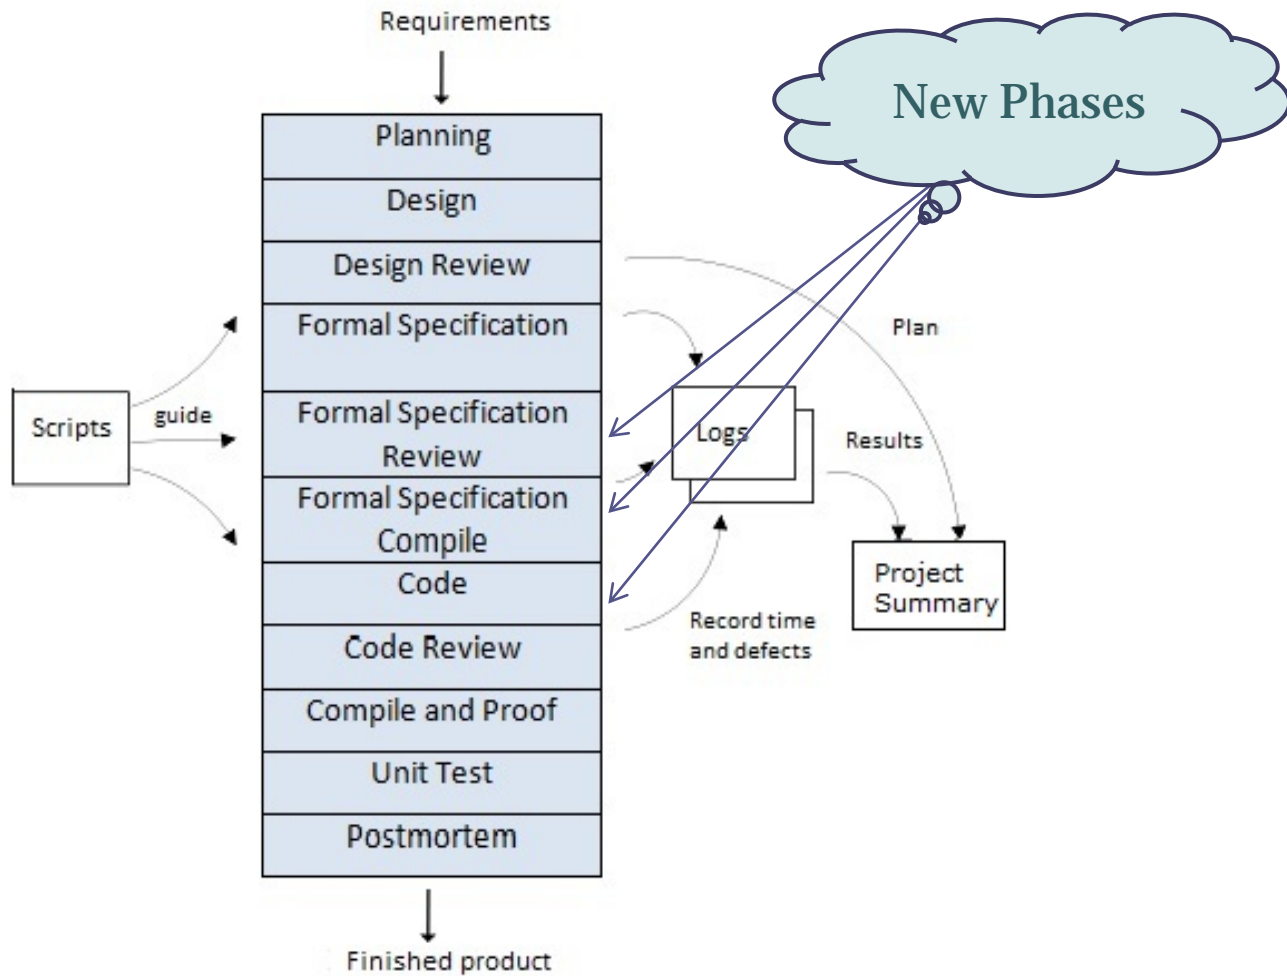 Requirements
New Phases
Planning
Design
Design Review
Formal Specification
Plan
Scripts
guide
Formal Specification
Review
Logs
Results
Formal Specification
Compile
Code
Project
Summary
Record time
and defects
Code Review
Compile and Proof
Unit Test
Postmortem
Finished product